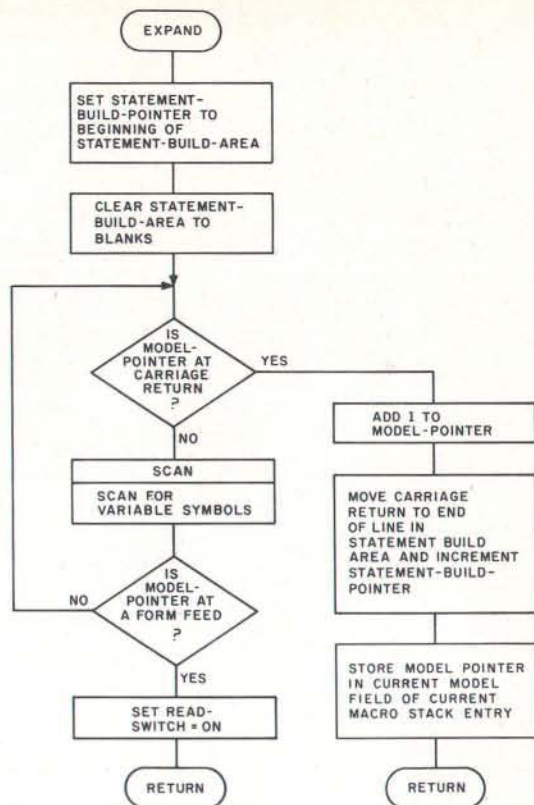 EXPAND
SET STATEMENT-
BUILD-POINTER TO
BEGINNING OF
STATEMENT-BUILD-AREA
CLEAR STATEMENT-
BUILD-AREA TO
BLANKS
IS
MODEL-
POINTER AT
CARRIAGE
RETURN
?
YES
NO
SCAN
SCAN FOR
VARIABLE SYMBOLS
IS
MODEL-
POINTER AT
A FORM FEED
?
NO
YES
SET READ-
SWITCH = ON
RETURN
ADD 1 TO
MODEL-POINTER
MOVE CARRIAGE
RETURN TO END
OF LINE IN
STATEMENT BUILD
AREA AND INCREMENT
STATEMENT-BUILD-
POINTER
STORE MODEL POINTER
IN CURRENT MODEL
FIELD OF CURRENT
MACRO STACK ENTRY
RETURN